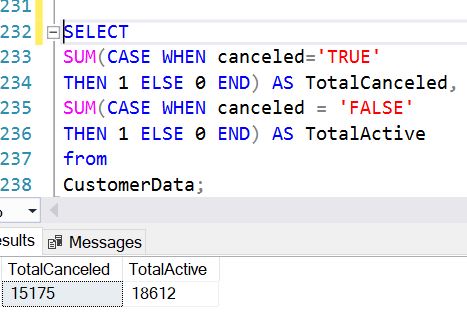 231
232 SELECT
233 SUM(CASE WHEN canceled='TRUE'
234 THEN 1 ELSE 0 END) AS TotalCanceled,
235 SUM(CASE WHEN canceled = 'FALSE'
236 THEN 1 ELSE 0 END) AS TotalActive
237 from
238 CustomerData;
esults Messages
TotalCanceled TotalActive
15175 18612